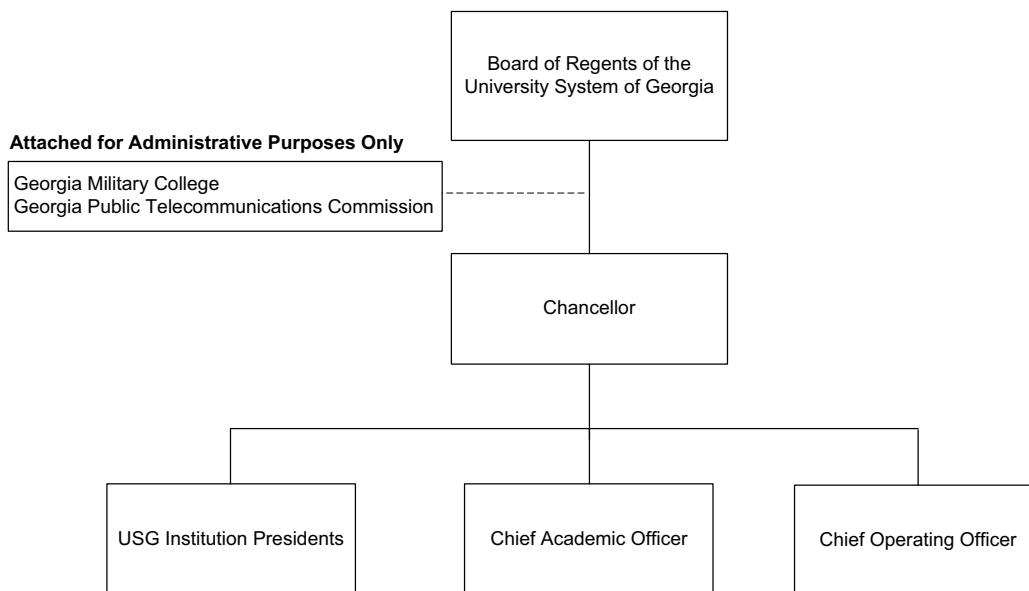 Board of Regents of the
University System of Georgia
Attached for Administrative Purposes Only
Georgia Military College
Georgia Public Telecommunications Commission
Chancellor
USG Institution Presidents
Chief Academic Officer
Chief Operating Officer